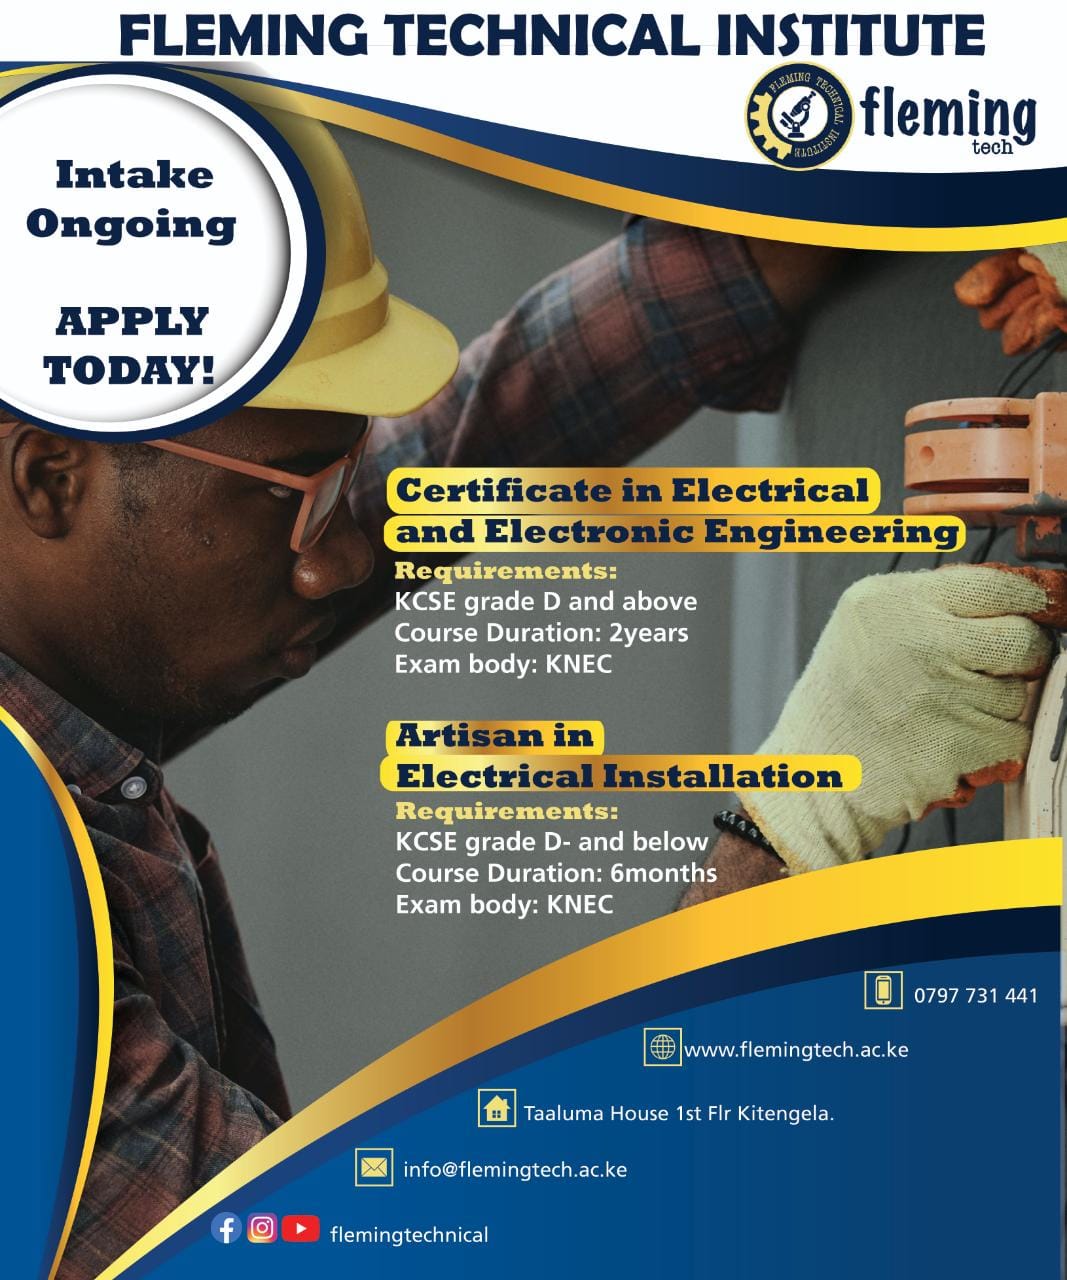 FLEMING TECHNICAL INSTITUTE
FLEMING TECHNICAL INSTITUTE
fleming
tech
Intake
Ongoing
APPLY
TODAY!
Certificate in Electrical
and Electronic Engineering
Requirements:
KCSE grade D and above
Course Duration: 2years
Exam body: KNEC
Artisan in
Electrical Installation
Requirements:
KCSE grade D- and below
Course Duration: 6months
Exam body: KNEC
0797 731 441
www.flemingtech.ac.ke
Taaluma House 1st Flr Kitengela.
info@flemingtech.ac.ke
flemingtechnical